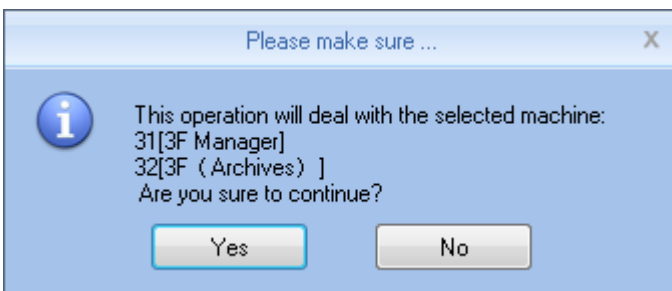 Please make sure ...
X
This operation will deal with the selected machine:
31[3F Manager]
32[3F（Archives）]
Are you sure to continue?
Yes
No